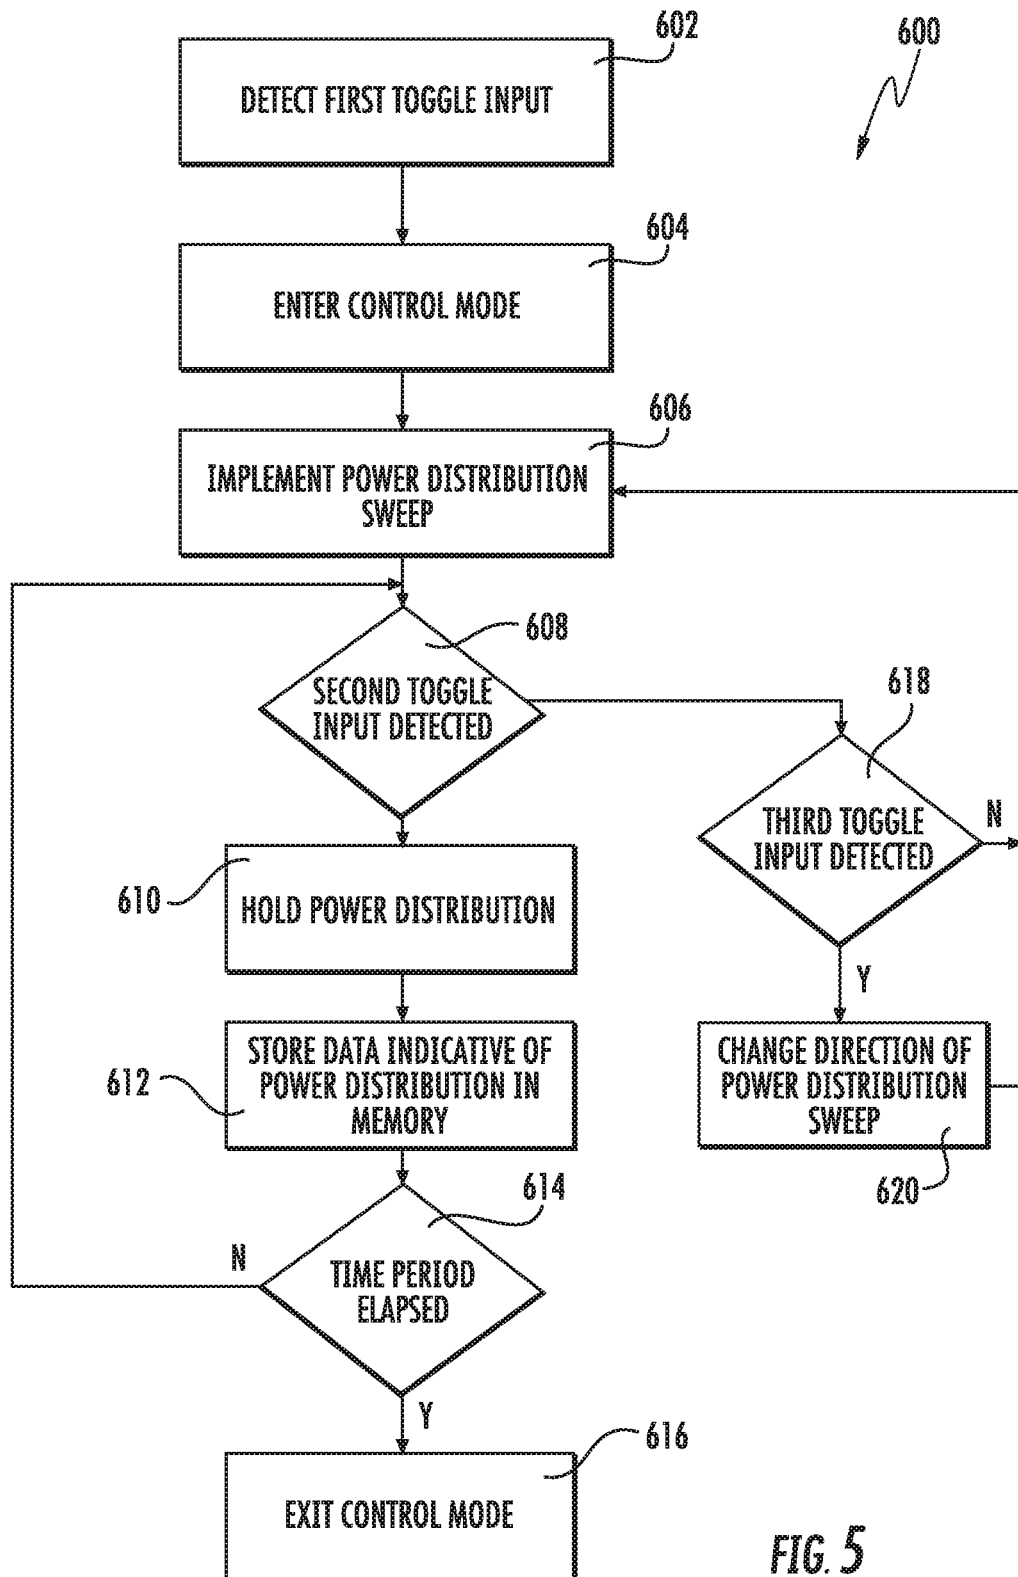 602
600
DETECT FIRST TOGGLE INPUT
604
ENTER CONTROL MODE
606
IMPLEMENT POWER DISTRIBUTION
SWEEP
608
SECOND TOGGLE
INPUT DETECTED
618
THIRD TOGGLE
INPUT DETECTED
N
610
HOLD POWER DISTRIBUTION
Y
612
STORE DATA INDICATIVE OF
POWER DISTRIBUTION IN
MEMORY
CHANGE DIRECTION OF
POWER DISTRIBUTION
SWEEP
620
614
N
TIME PERIOD
ELAPSED
Y
616
EXIT CONTROL MODE
FIG. 5